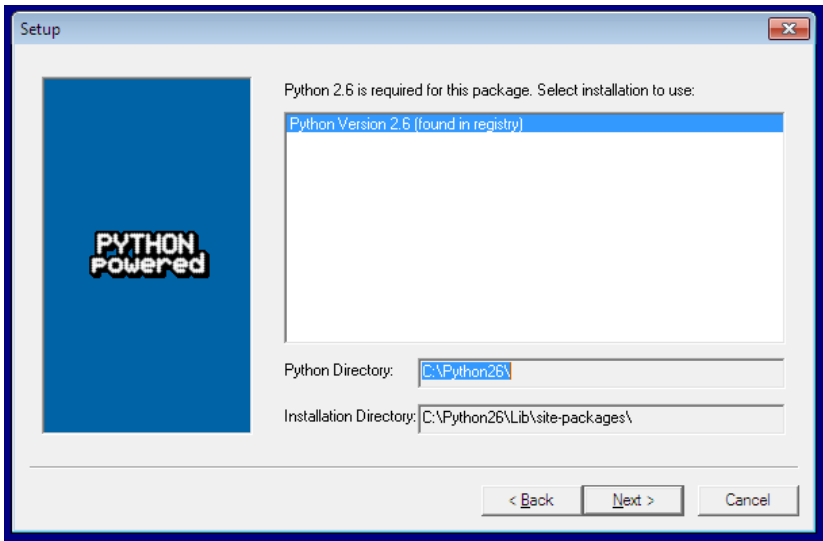 Setup
Python 2.6 is required for this package. Select installation to use:
Python Version 2.6 (found in registry)
PYTHON
Powered
Python Directory: C:\Python26\
Installation Directory: C:\Python26\Lib\site-packages\
< Back Next > Cancel